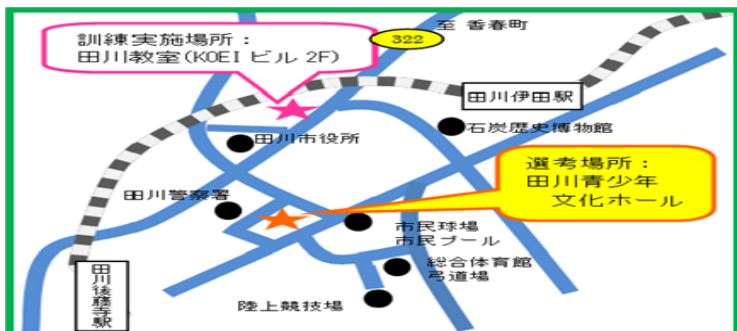 至 香春町
322
訓練実施場所：
田川教室(KOEIビル 2F)
田川伊田駅
石炭歴史博物館
田川市役所
選考場所：
田川青少年
文化ホール
田川警察署
市民球場
市民プール
総合体育館
弓道場
田川後藤寺駅
陸上競技場